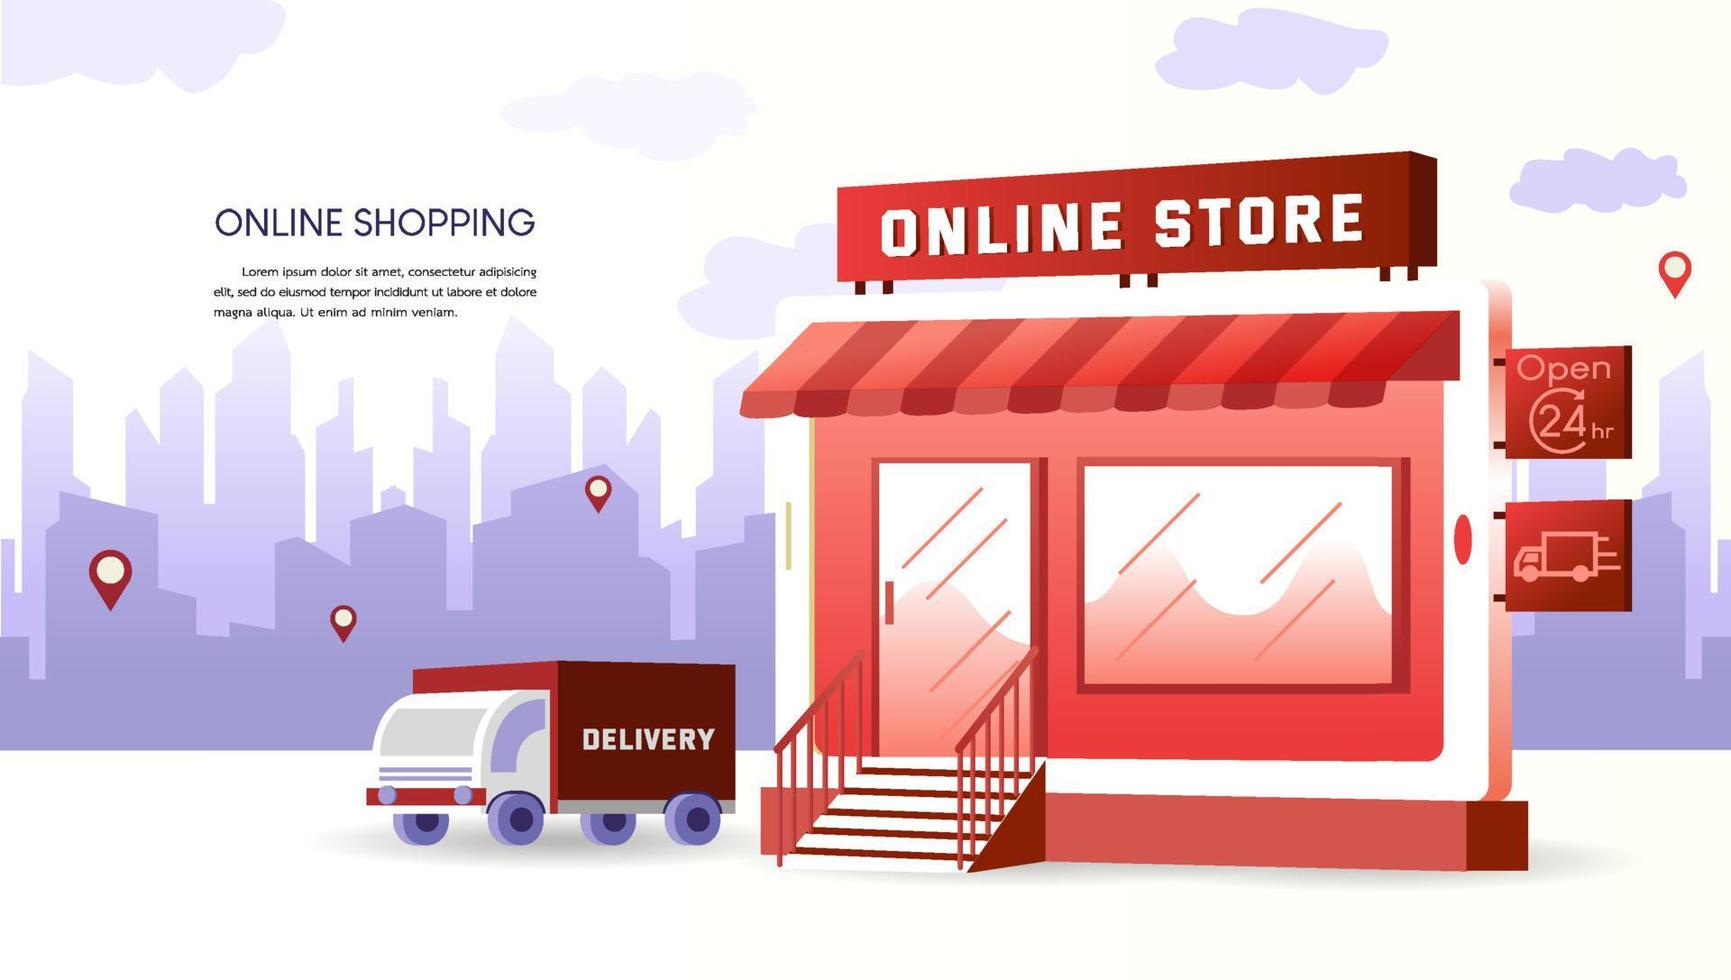 ONLINE SHOPPING
Lorem ipsum dolor sit amet, consectetur adipisicing
elit, sed do eiusmod tempor incididunt ut labore et dolore
magna aliqua. Ut enim ad minim veniam.
ONLINE STORE
Open
24 hr
DELIVERY